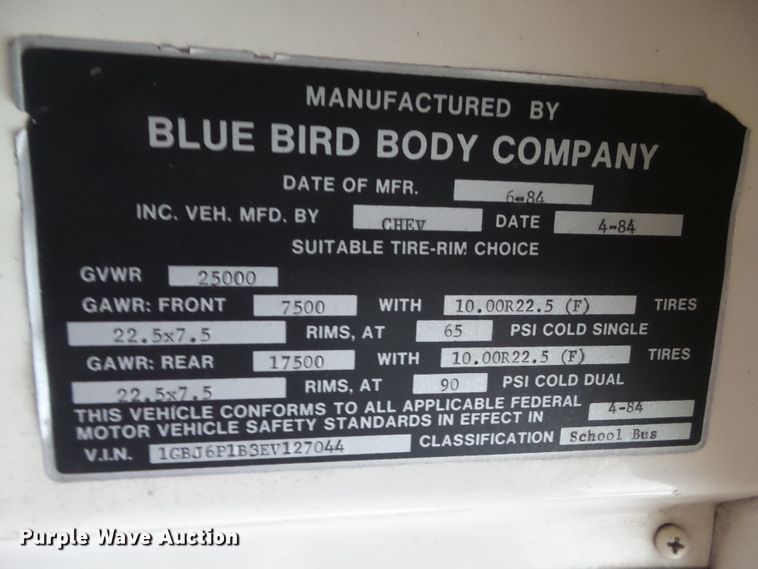 MANUFACTURED BY
BLUE BIRD BODY COMPANY
DATE OF MFR. 6-84
INC. VEH. MFD. BY CHEV DATE 4-84
SUITABLE TIRE-RIM CHOICE
GVWR 25000
GAWR: FRONT 7500 WITH 10.00R22.5 (F) TIRES
22.5x7.5 RIMS, AT 65 PSI COLD SINGLE
GAWR: REAR 17500 WITH 10.00R22.5 (F) TIRES
22.5x7.5 RIMS, AT 90 PSI COLD DUAL
THIS VEHICLE CONFORMS TO ALL APPLICABLE FEDERAL
MOTOR VEHICLE SAFETY STANDARDS IN EFFECT IN 4-84
V.I.N. 1GBJ6P1B3EV127044 CLASSIFICATION School Bus
Purple Wave Auction